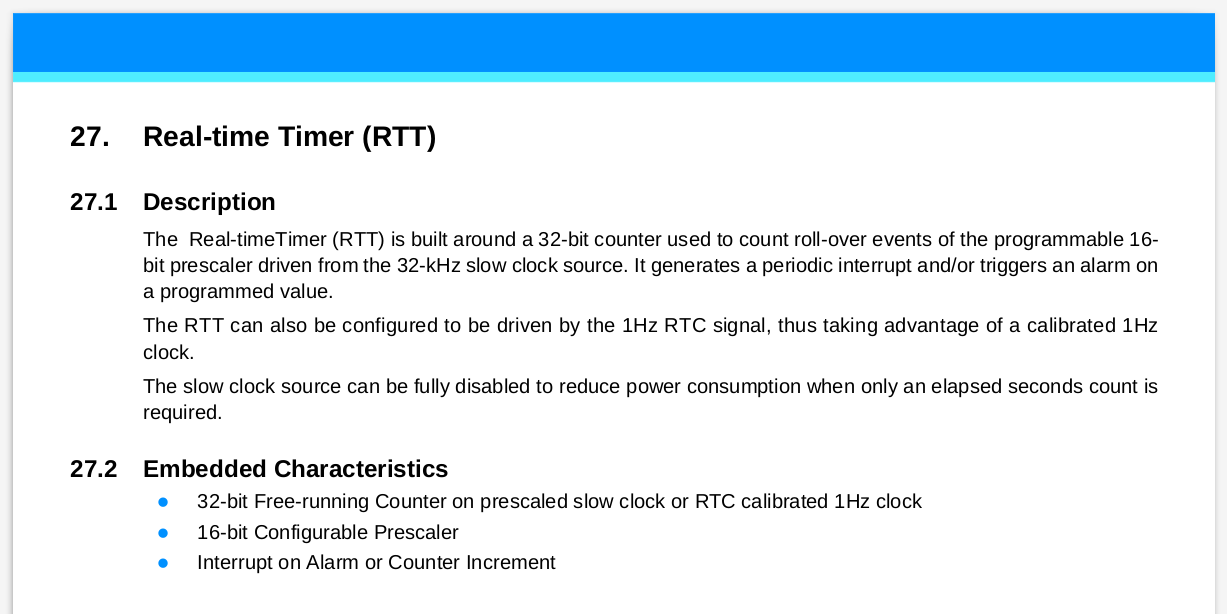 27. Real-time Timer (RTT)
27.1 Description
The  Real-timeTimer (RTT) is built around a 32-bit counter used to count roll-over events of the programmable 16-
bit prescaler driven from the 32-kHz slow clock source. It generates a periodic interrupt and/or triggers an alarm on
a programmed value.
The RTT can also be configured to be driven by the 1Hz RTC signal, thus taking advantage of a calibrated 1Hz
clock.
The slow clock source can be fully disabled to reduce power consumption when only an elapsed seconds count is
required.
27.2 Embedded Characteristics
● 32-bit Free-running Counter on prescaled slow clock or RTC calibrated 1Hz clock
● 16-bit Configurable Prescaler
● Interrupt on Alarm or Counter Increment